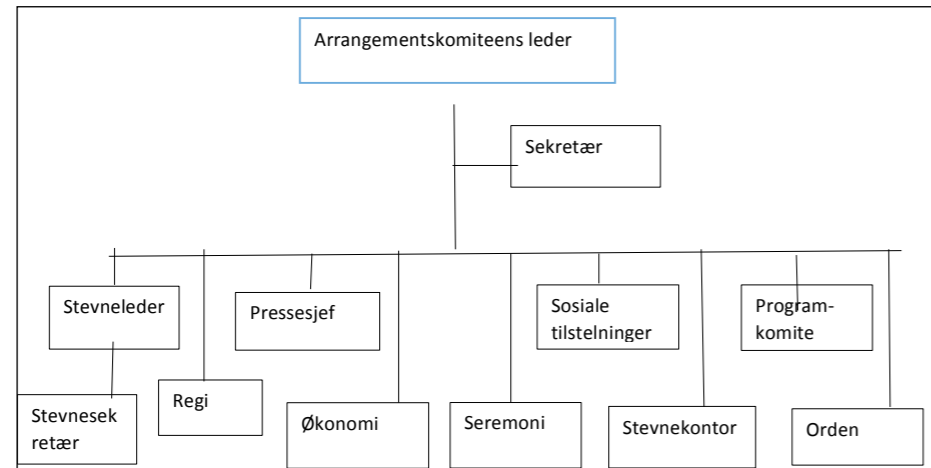 Arrangementskomiteens leder
Sekretær
Stevneleder
Pressesjef
Sosiale
tilstelninger
Program-
komite
Stevnesek
retær
Regi
Økonomi
Seremoni
Stevnekontor
Orden